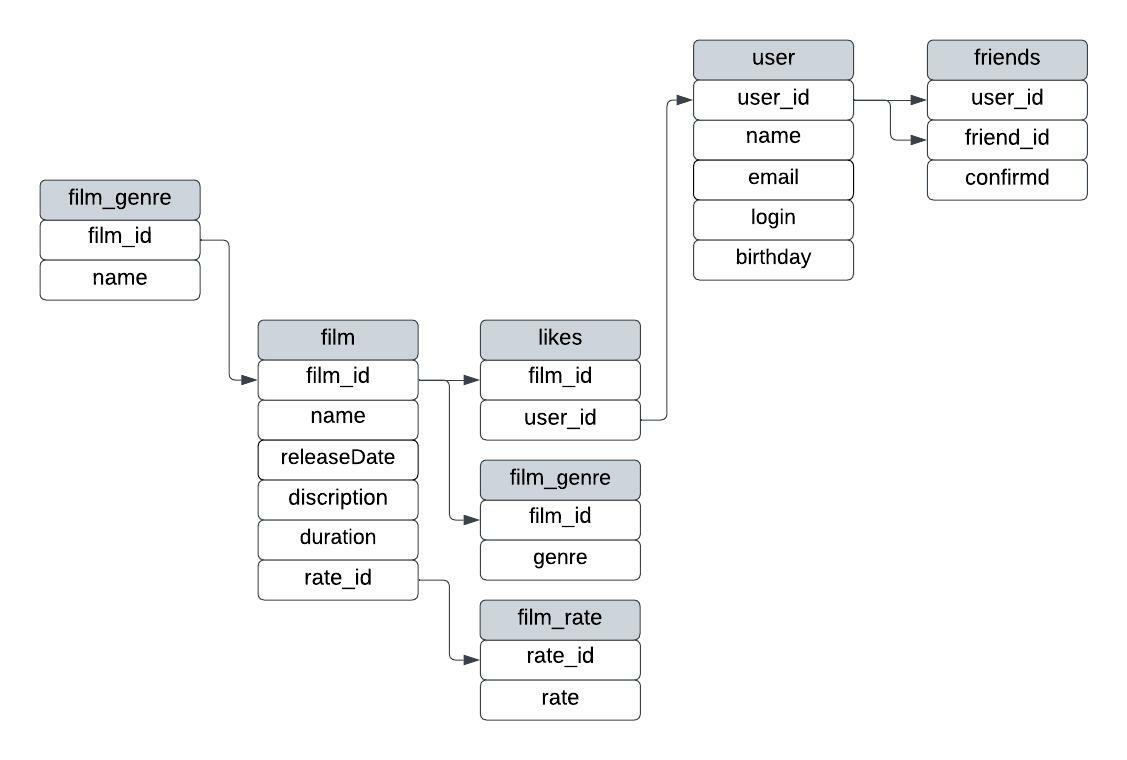 user
user_id
name
email
login
birthday
friends
user_id
friend_id
confirmd
film_genre
film_id
name
film
film_id
name
releaseDate
discription
duration
rate_id
likes
film_id
user_id
film_genre
film_id
genre
film_rate
rate_id
rate